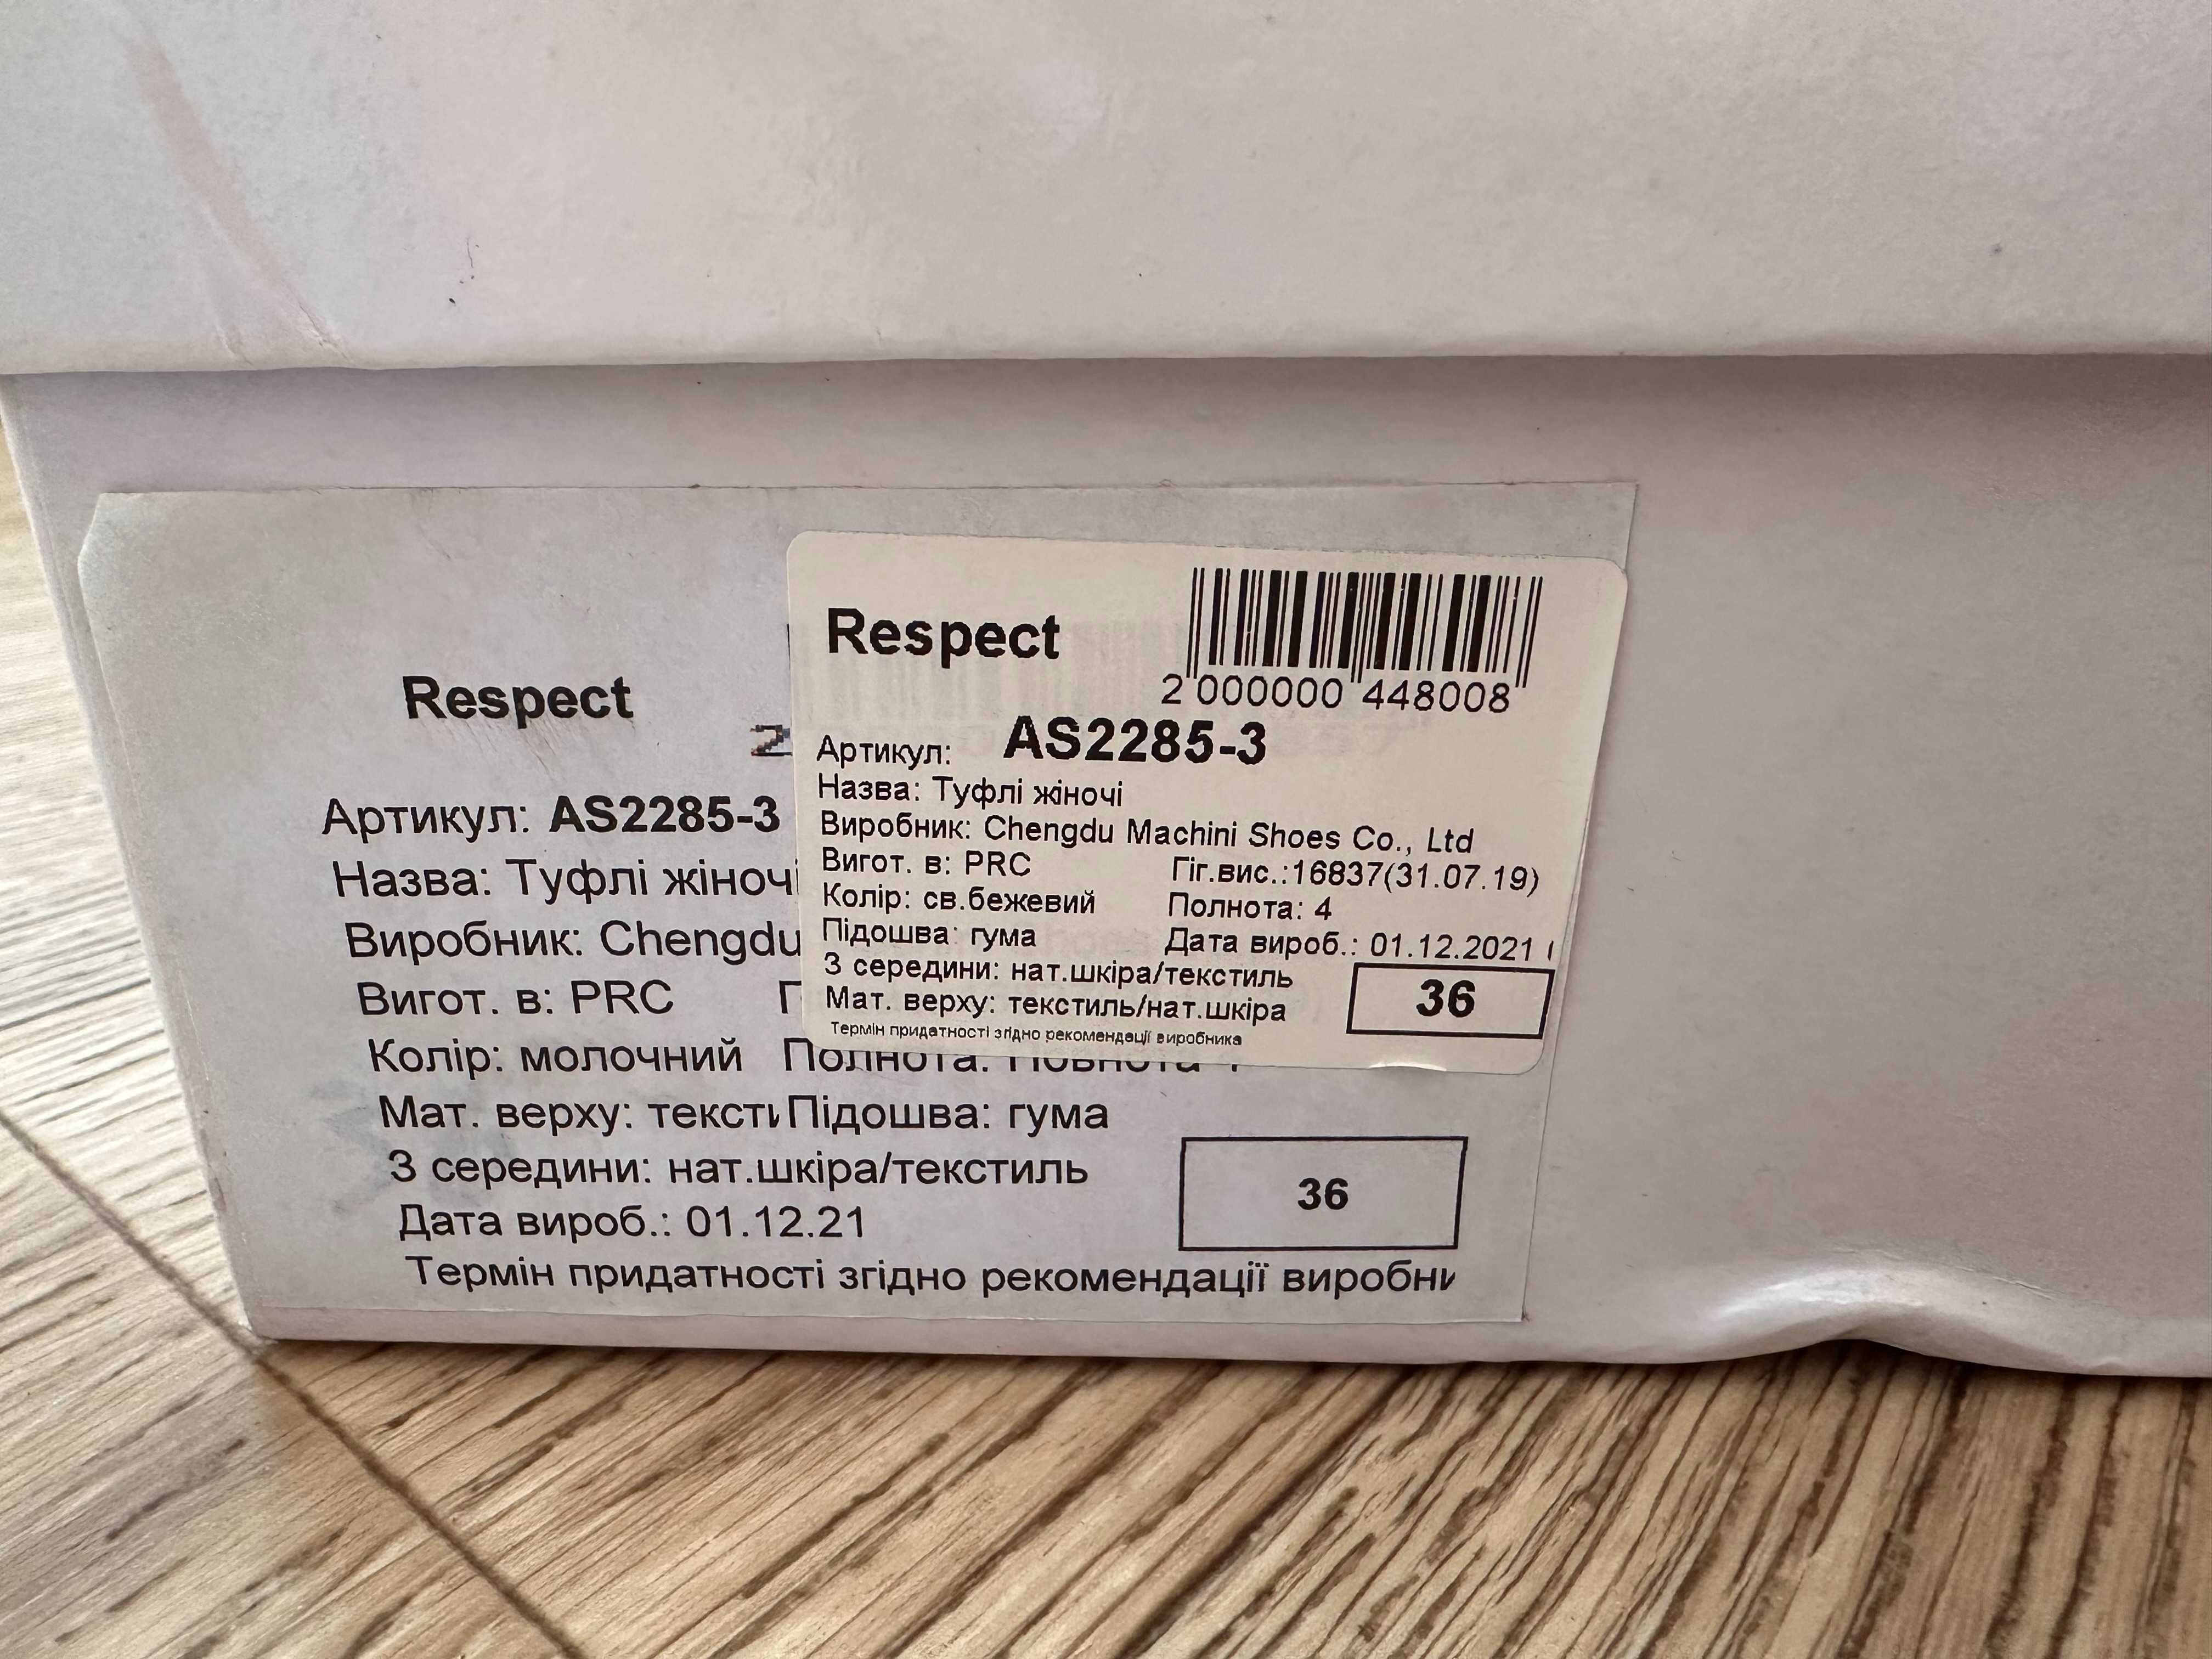 Respect
2 000000 448008
Артикул: AS2285-3
Назва: Туфлі жіночі
Виробник: Chengdu Machini Shoes Co., Ltd
Вигот. в: PRC Гіг.вис.:16837(31.07.19)
Колір: св.бежевий Полнота: 4
Підошва: гума Дата вироб.: 01.12.2021
З середини: нат.шкіра/текстиль
36
Мат. верху: текстиль/нат.шкіра
Термін придатності згідно рекомендації виробника
Respect
2
Артикул: AS2285-3
Назва: Туфлі жіночі
Виробник: Chengdu
Вигот. в: PRC
Колір: молочний Полнота: Повнота
Мат. верху: тексти Підошва: гума
З середини: нат.шкіра/текстиль
36
Дата вироб.: 01.12.21
Термін придатності згідно рекомендації виробни